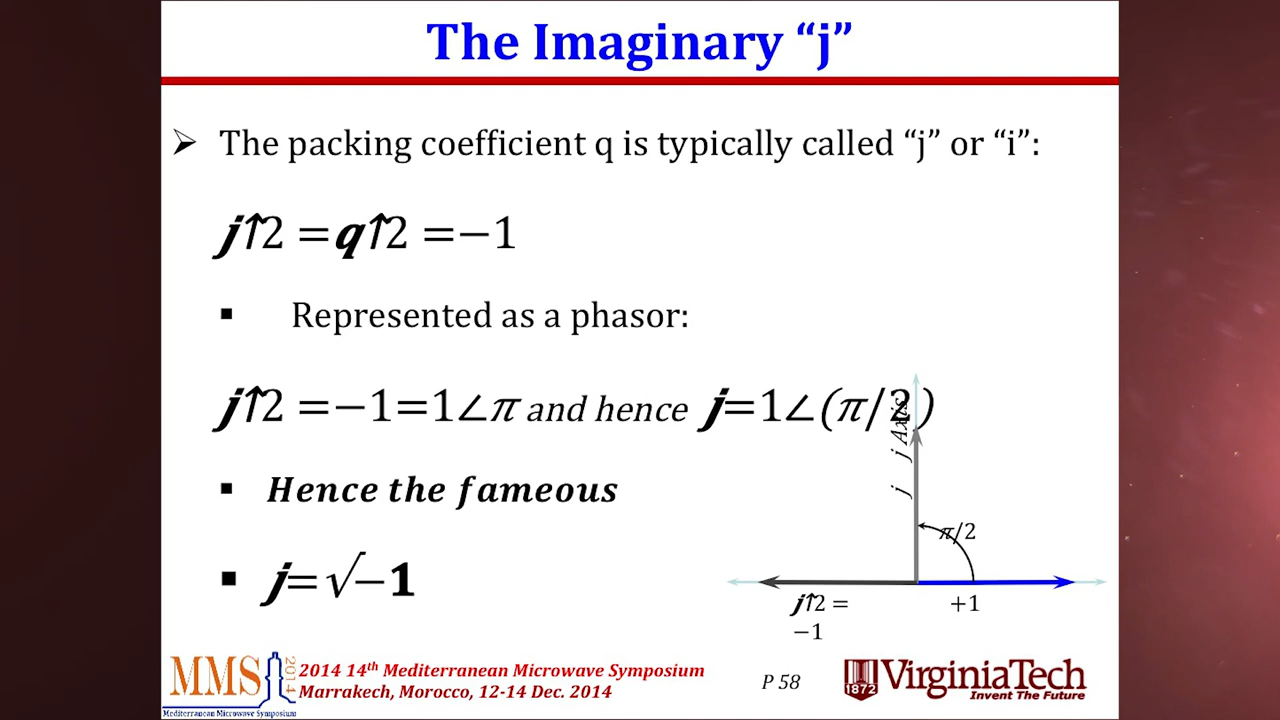 The Imaginary “j”
➢ The packing coefficient q is typically called “j” or “i”:
j↑2 =q↑2 =−1
▪ Represented as a phasor:
j↑2 =−1=1∠π and hence j=1∠(π/2 )
▪ Hence the fameous
▪ j=√−1
j j Axis
π/2
j↑2 =
−1
+1
MMS 2014
Mediterranean Microwave Symposium
2014 14th Mediterranean Microwave Symposium
Marrakech, Morocco, 12-14 Dec. 2014
P 58
1872
VirginiaTech
Invent The Future